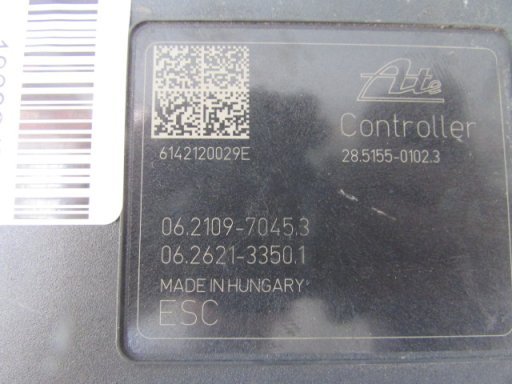 Ate
Controller
6142120029E
28.5155-0102.3
06.2109-7045.3
06.2621-3350.1
MADE IN HUNGARY
ESC